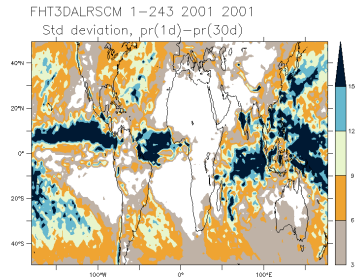 FHT3DALRSCM 1-243 2001 2001
Std deviation, pr(1d)-pr(30d)
40°N
20°N
0°
20°S
40°S
100°W
0°
100°E
15
12
9
6
3